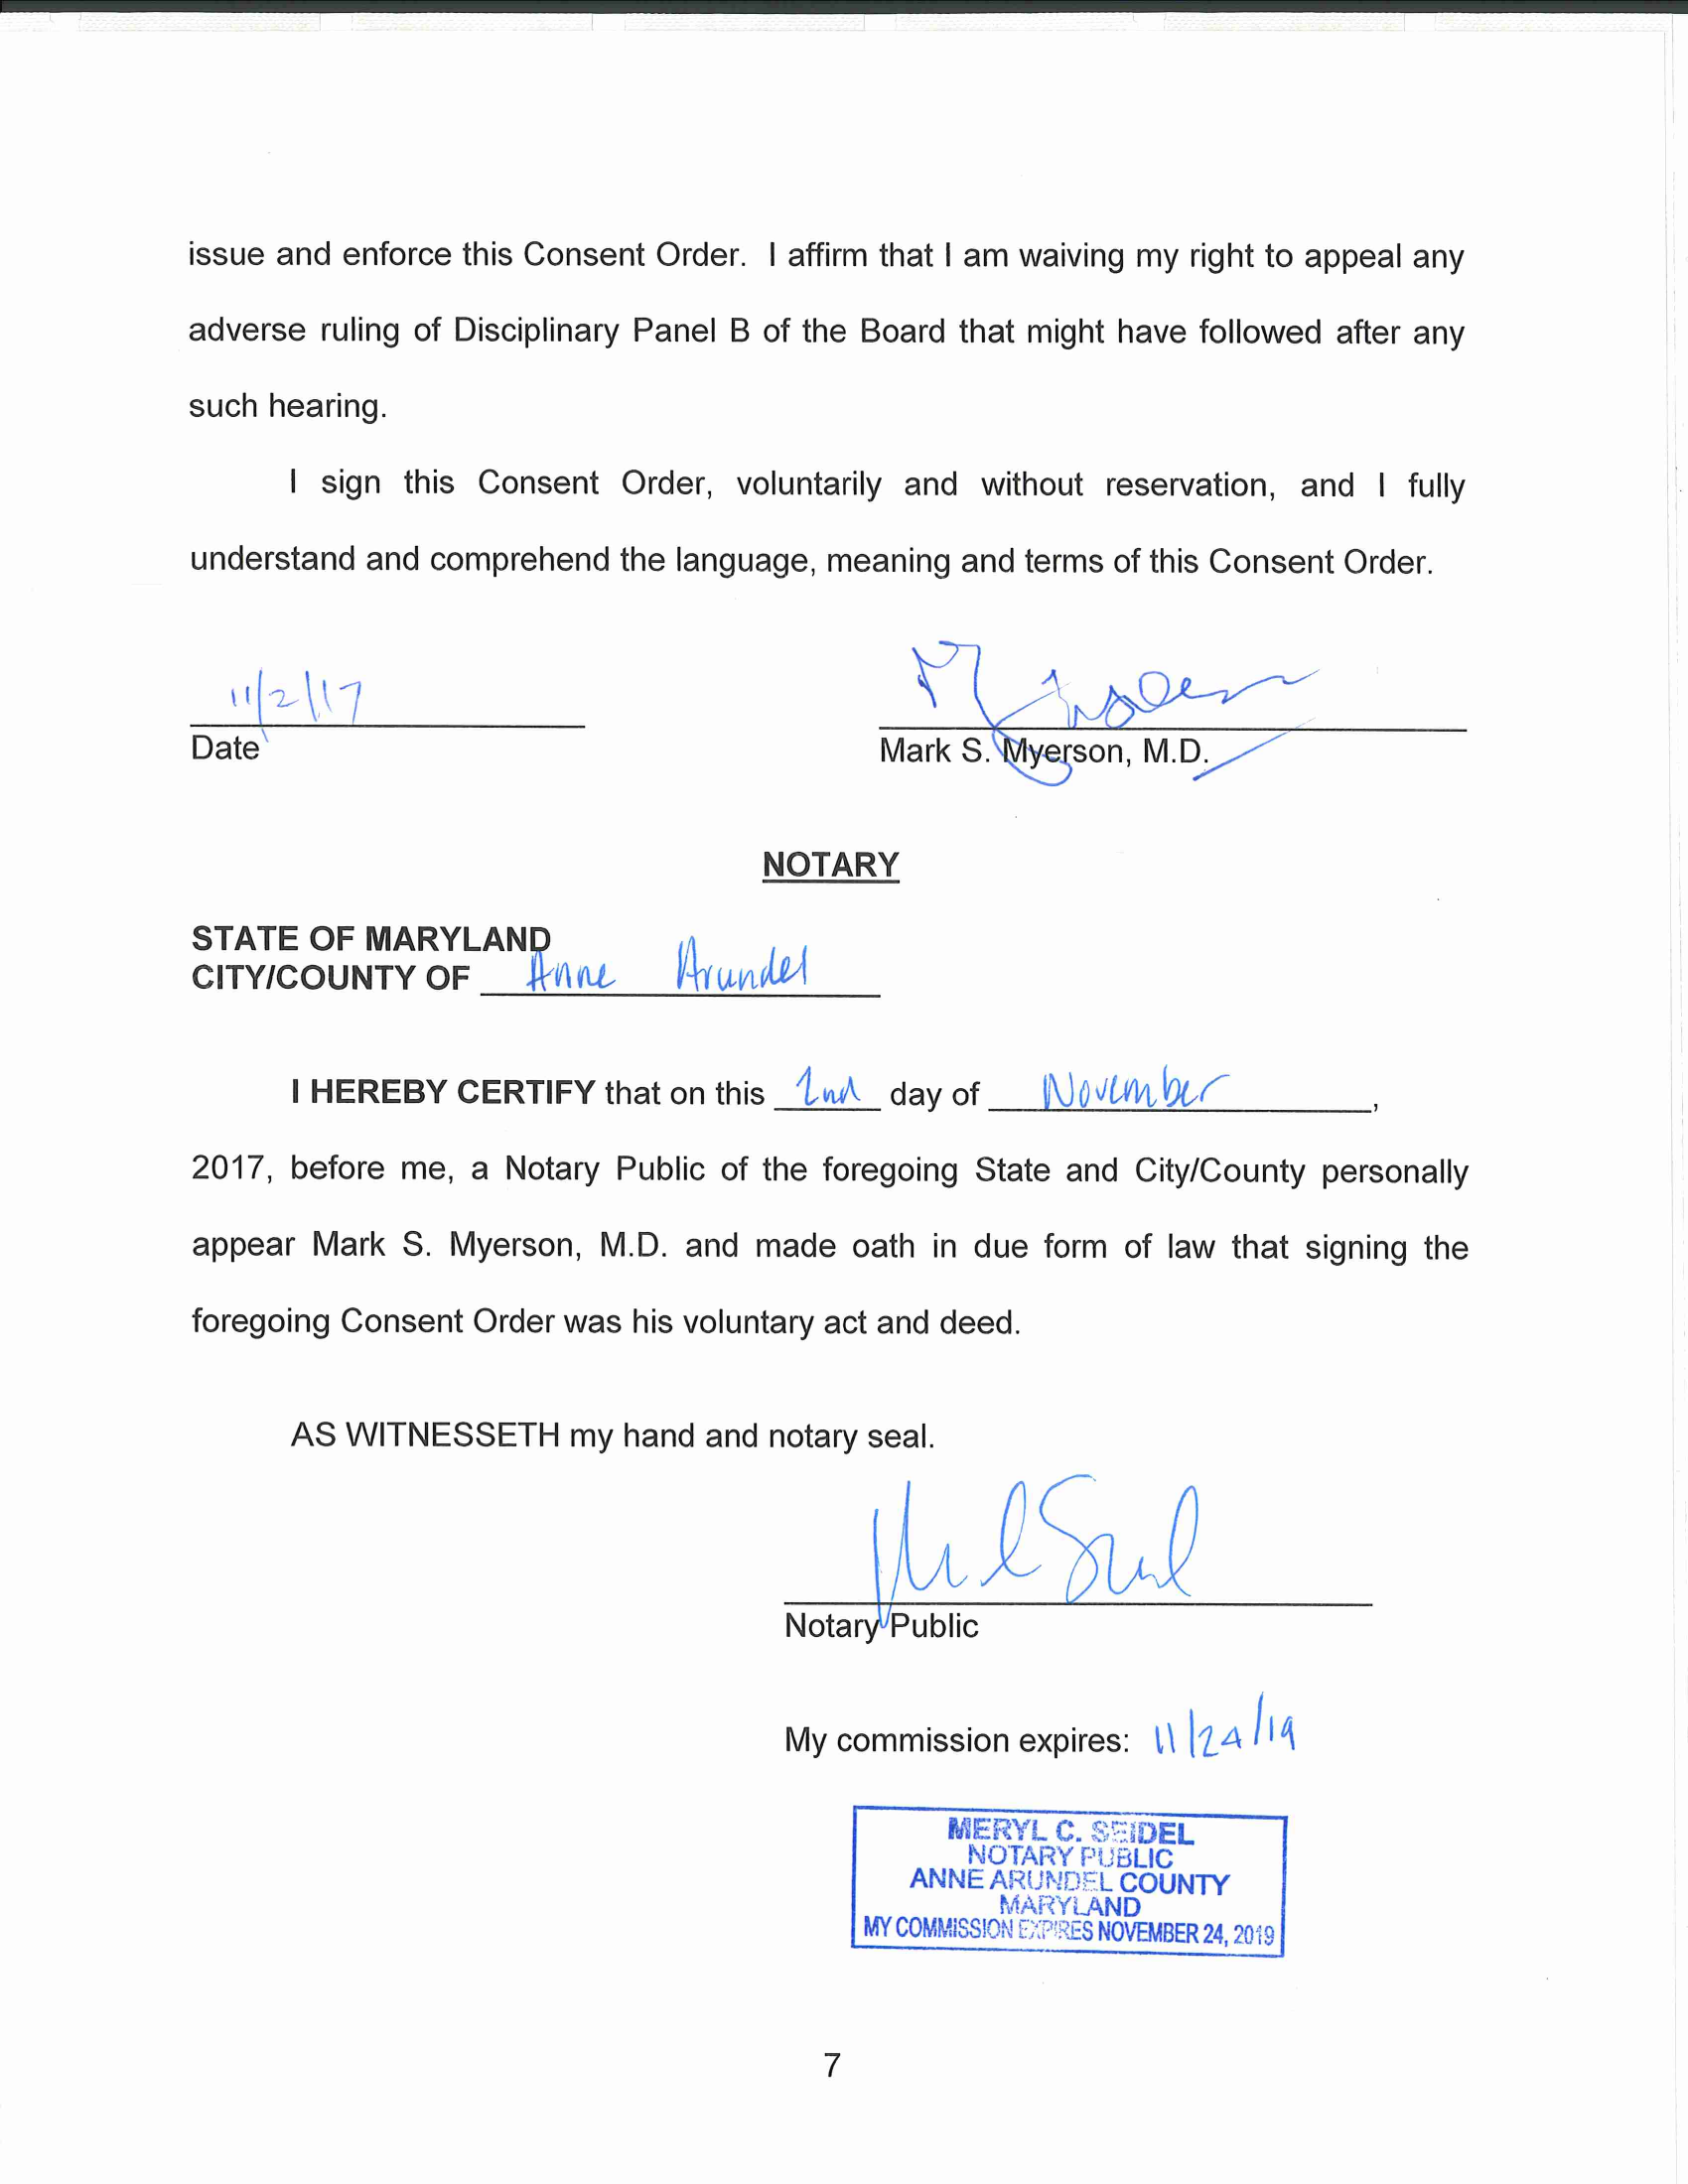 issue and enforce this Consent Order. I affirm that I am waiving my right to appeal any
adverse ruling of Disciplinary Panel B of the Board that might have followed after any
such hearing.
I sign this Consent Order, voluntarily and without reservation, and I fully
understand and comprehend the language, meaning and terms of this Consent Order.
11/2/17
Date
Mark S. Myerson, M.D.
NOTARY
STATE OF MARYLAND
CITY/COUNTY OF Anne Arundel
I HEREBY CERTIFY that on this 2nd day of November,
2017, before me, a Notary Public of the foregoing State and City/County personally
appear Mark S. Myerson, M.D. and made oath in due form of law that signing the
foregoing Consent Order was his voluntary act and deed.
AS WITNESSETH my hand and notary seal.
Notary Public
My commission expires: 11/24/19
MERYL C. SEIDEL
NOTARY PUBLIC
ANNE ARUNDEL COUNTY
MARYLAND
MY COMMISSION EXPIRES NOVEMBER 24, 2019
7